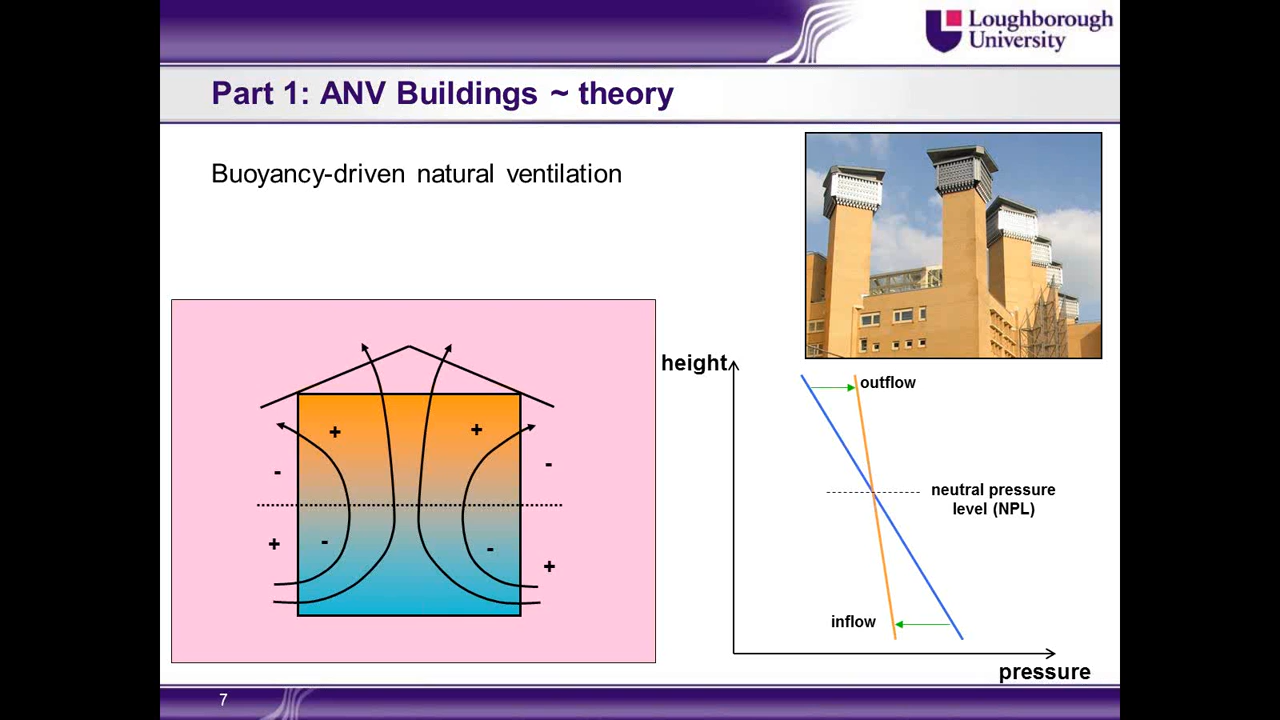 Loughborough
University
Part 1: ANV Buildings ~ theory
Buoyancy-driven natural ventilation
height
outflow
+ +
- -
neutral pressure
level (NPL)
+ - - +
inflow
pressure
7